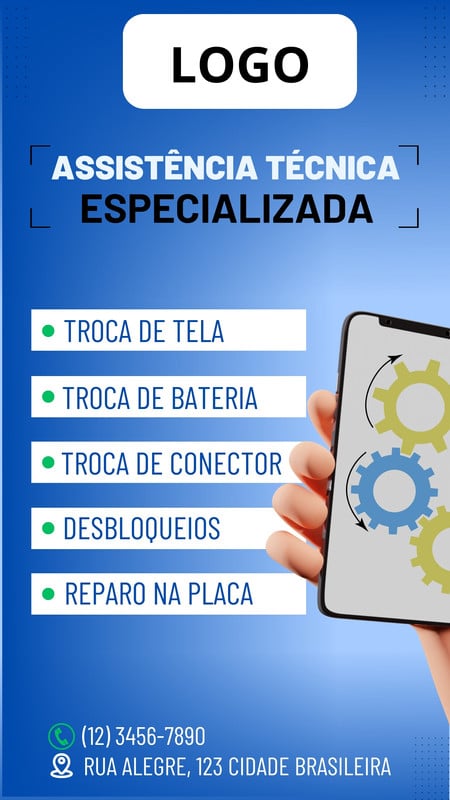 LOGO
ASSISTÊNCIA TÉCNICA
ESPECIALIZADA
TROCA DE TELA
TROCA DE BATERIA
TROCA DE CONECTOR
DESBLOQUEIOS
REPARO NA PLACA
(12) 3456-7890
RUA ALEGRE, 123 CIDADE BRASILEIRA